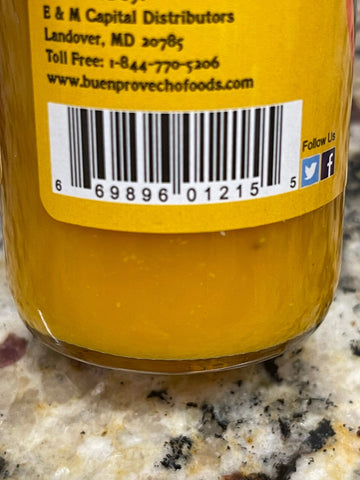 E & M Capital Distributors
Landover, MD 20785
Toll Free: 1-844-770-5206
www.buenprovechofoods.com
Follow Us
6 69896 01215 5